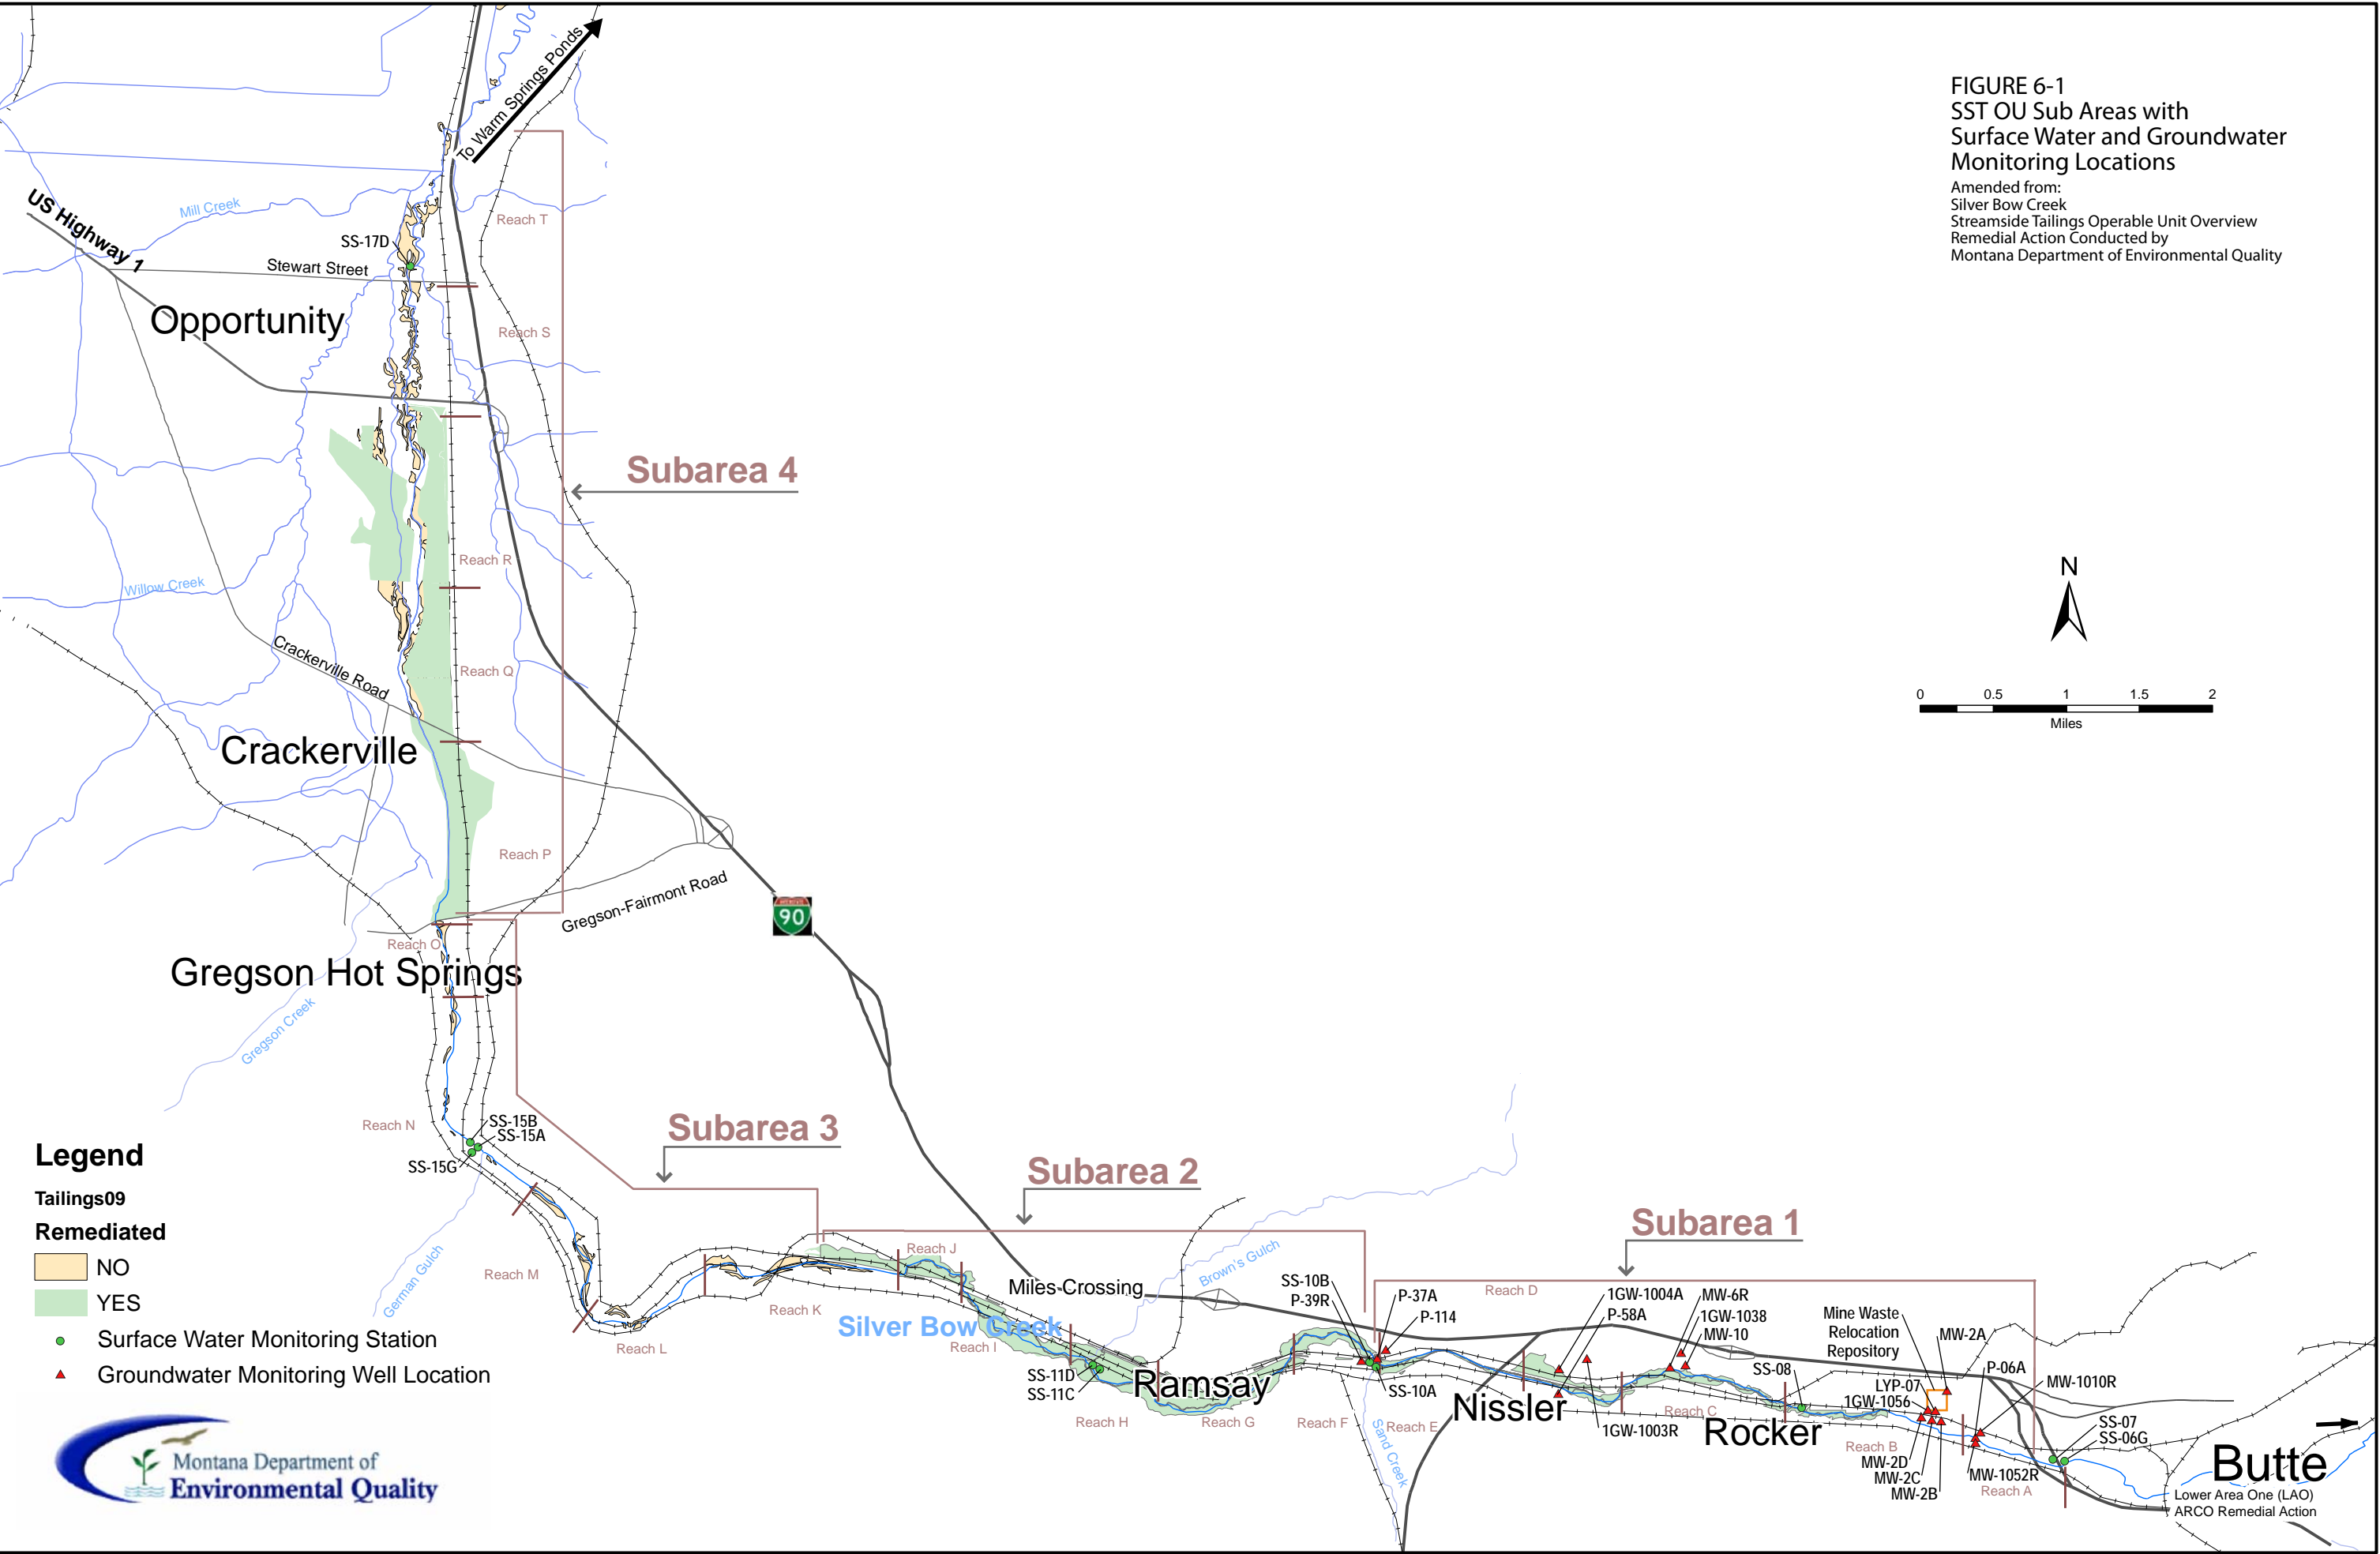 FIGURE 6-1
SST OU Sub Areas with
Surface Water and Groundwater
Monitoring Locations
Amended from:
Silver Bow Creek
Streamside Tailings Operable Unit Overview
Remedial Action Conducted by
Montana Department of Environmental Quality
To Warm Springs Ponds
US Highway 1
Mill Creek
SS-17D
Stewart Street
Reach T
Opportunity
Reach S
Subarea 4
Reach R
Willow Creek
Crackerville Road
Reach Q
Crackerville
Reach P
Gregson-Fairmont Road
INTERSTATE
90
N
0 0.5 1 1.5 2
Miles
Reach O
Gregson Hot Springs
Gregson Creek
Reach N
SS-15B
SS-15A
SS-15G
German Gulch
Subarea 3
Subarea 2
Subarea 1
Reach M
Reach L
Reach K
Reach J
Silver Bow Creek
Reach I
Miles Crossing
Brown's Gulch
SS-11D
SS-11C
Ramsay
Reach H
Reach G
Reach F
SS-10B
P-39R
P-37A
P-114
SS-10A
Sand Creek
Reach E
Reach D
Nissler
1GW-1004A
P-58A
1GW-1003R
MW-6R
1GW-1038
MW-10
Reach C
Rocker
SS-08
Mine Waste
Relocation
Repository
MW-2A
LYP-07
1GW-1056
P-06A
MW-1010R
Reach B
MW-2D
MW-2C
MW-2B
MW-1052R
Reach A
SS-07
SS-06G
Butte
Lower Area One (LAO)
ARCO Remedial Action
Legend
Tailings09
Remediated
NO
YES
Surface Water Monitoring Station
Groundwater Monitoring Well Location
Montana Department of
Environmental Quality